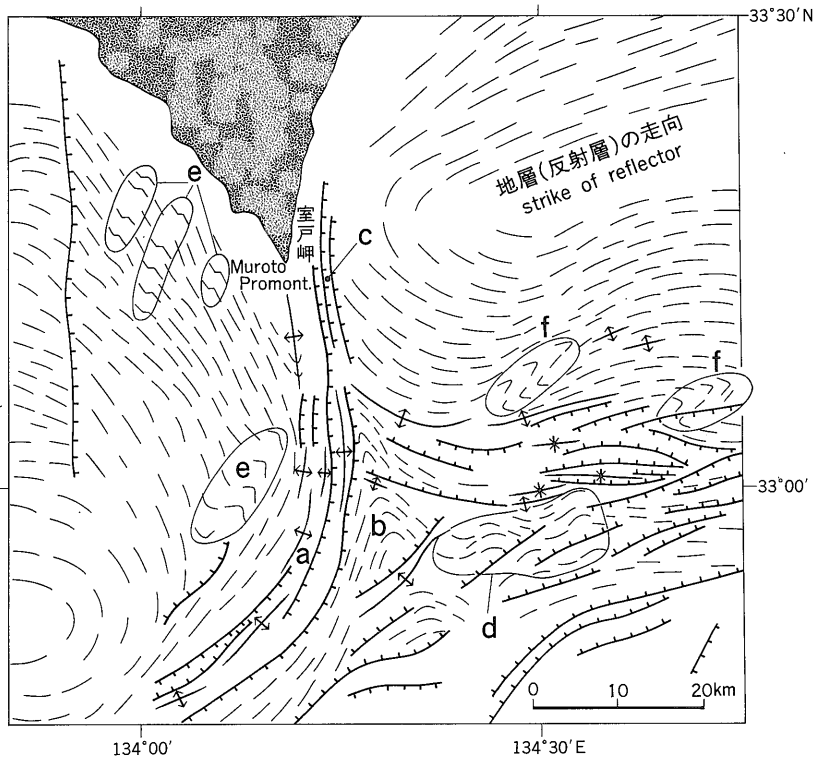 33°30′N
地層(反射層)の走向
strike of reflector
e
室戸岬
c
Muroto
Promont.
f
f
e
33°00′
b
a
d
0 10 20km
134°00′
134°30′E